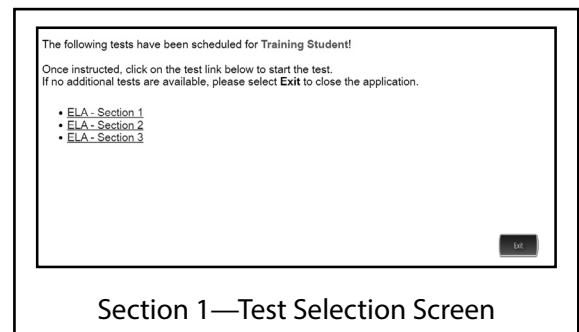 The following tests have been scheduled for Training Student!
Once instructed, click on the test link below to start the test.
If no additional tests are available, please select Exit to close the application.
• ELA - Section 1
• ELA - Section 2
• ELA - Section 3
Exit
Section 1—Test Selection Screen